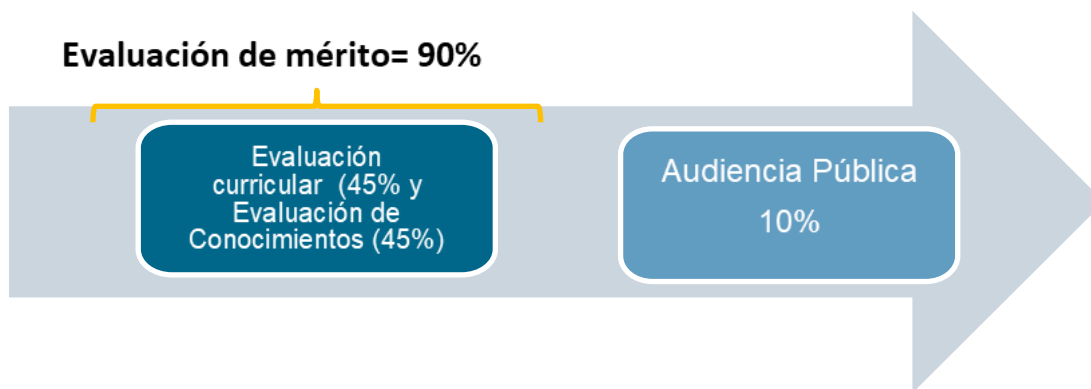 Evaluación de mérito= 90%
Evaluación
curricular (45% y
Evaluación de
Conocimientos (45%)
Audiencia Pública
10%